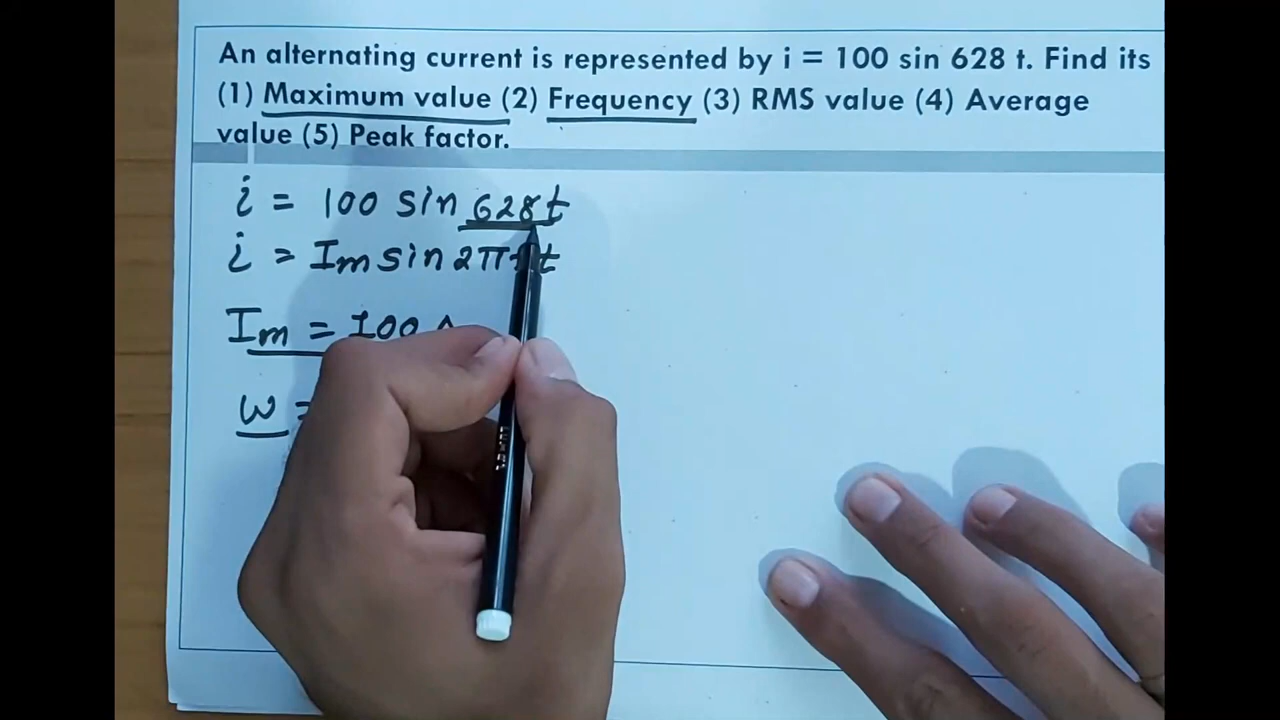 An alternating current is represented by i = 100 sin 628 t. Find its
(1) Maximum value (2) Frequency (3) RMS value (4) Average
value (5) Peak factor.
i = 100 sin 628t
i = Im sin 2π t
Im = 100
ω =